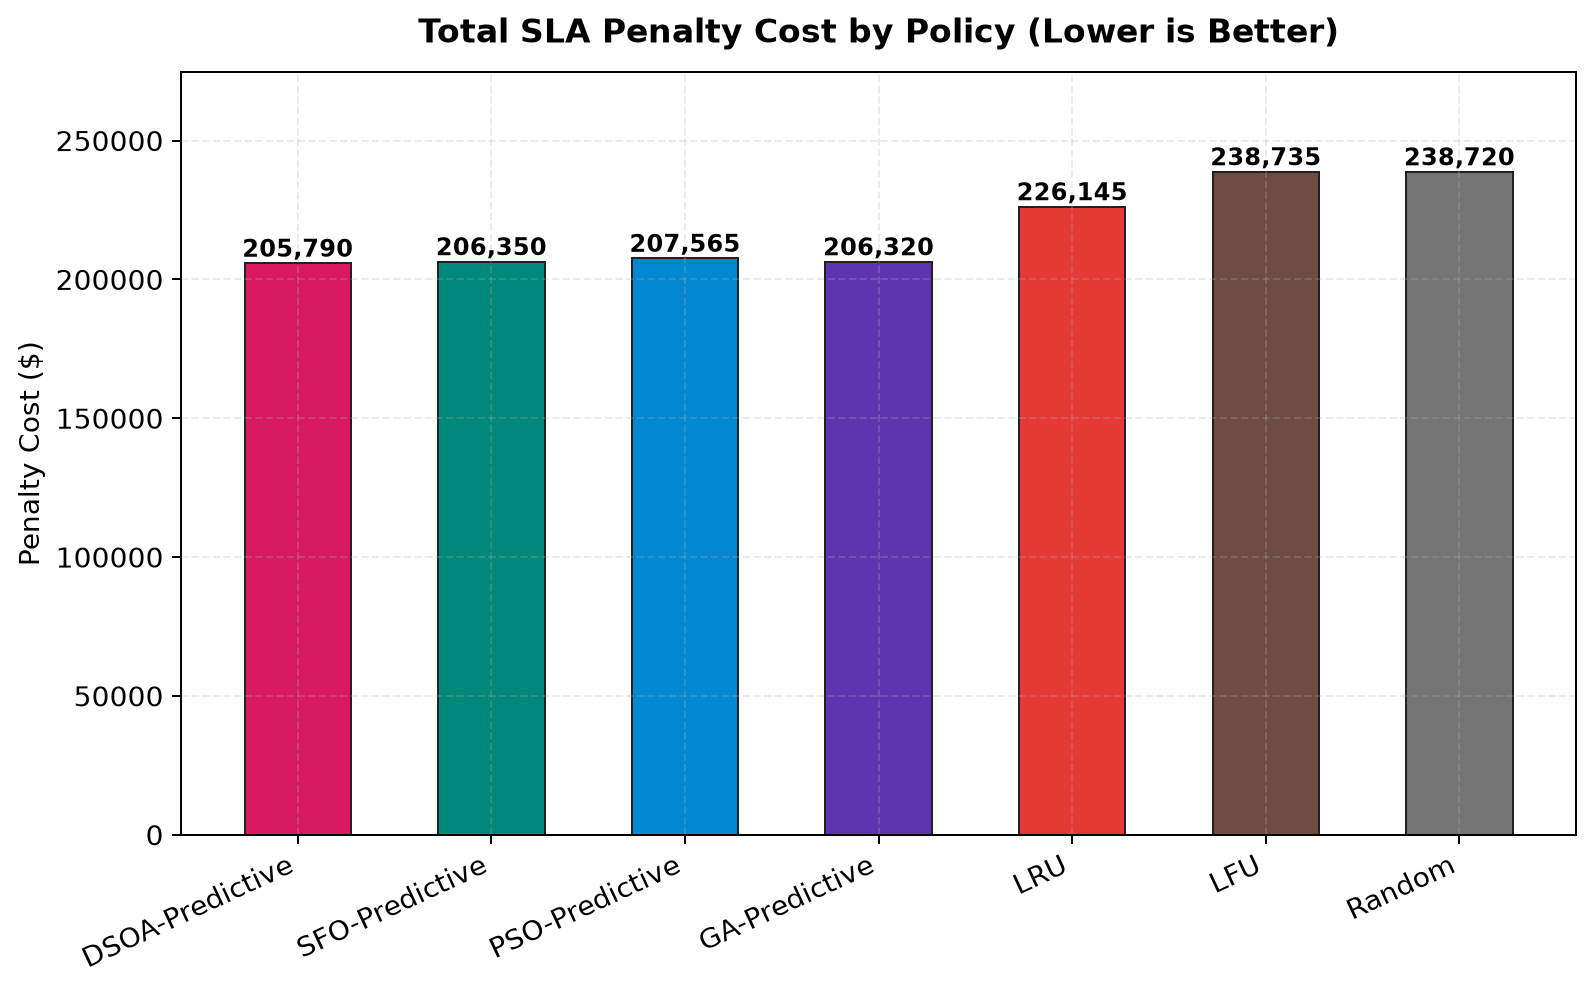 Total SLA Penalty Cost by Policy (Lower is Better)
Penalty Cost ($)
250000
200000
150000
100000
50000
0
205,790
206,350
207,565
206,320
226,145
238,735
238,720
DSOA-Predictive
SFO-Predictive
PSO-Predictive
GA-Predictive
LRU
LFU
Random